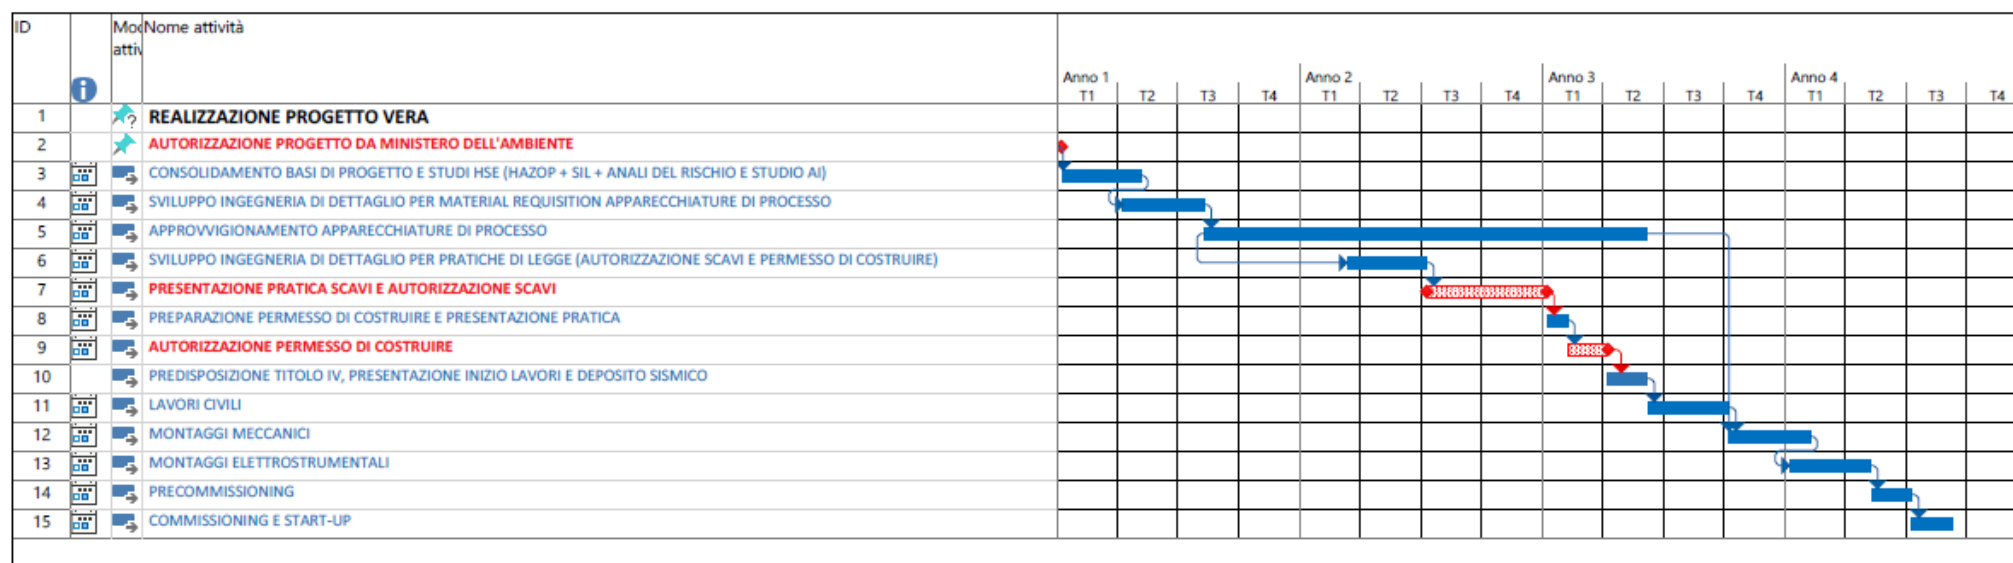 ID Mod Nome attività
attiv
Anno 1 Anno 2 Anno 3 Anno 4
T1 T2 T3 T4 T1 T2 T3 T4 T1 T2 T3 T4 T1 T2 T3 T4
1 REALIZZAZIONE PROGETTO VERA
2 AUTORIZZAZIONE PROGETTO DA MINISTERO DELL'AMBIENTE
3 CONSOLIDAMENTO BASI DI PROGETTO E STUDI HSE (HAZOP + SIL + ANALI DEL RISCHIO E STUDIO AI)
4 SVILUPPO INGEGNERIA DI DETTAGLIO PER MATERIAL REQUISITION APPARECCHIATURE DI PROCESSO
5 APPROVVIGIONAMENTO APPARECCHIATURE DI PROCESSO
6 SVILUPPO INGEGNERIA DI DETTAGLIO PER PRATICHE DI LEGGE (AUTORIZZAZIONE SCAVI E PERMESSO DI COSTRUIRE)
7 PRESENTAZIONE PRATICA SCAVI E AUTORIZZAZIONE SCAVI
8 PREPARAZIONE PERMESSO DI COSTRUIRE E PRESENTAZIONE PRATICA
9 AUTORIZZAZIONE PERMESSO DI COSTRUIRE
10 PREDISPOSIZIONE TITOLO IV, PRESENTAZIONE INIZIO LAVORI E DEPOSITO SISMICO
11 LAVORI CIVILI
12 MONTAGGI MECCANICI
13 MONTAGGI ELETTROSTRUMENTALI
14 PRECOMMISSIONING
15 COMMISSIONING E START-UP